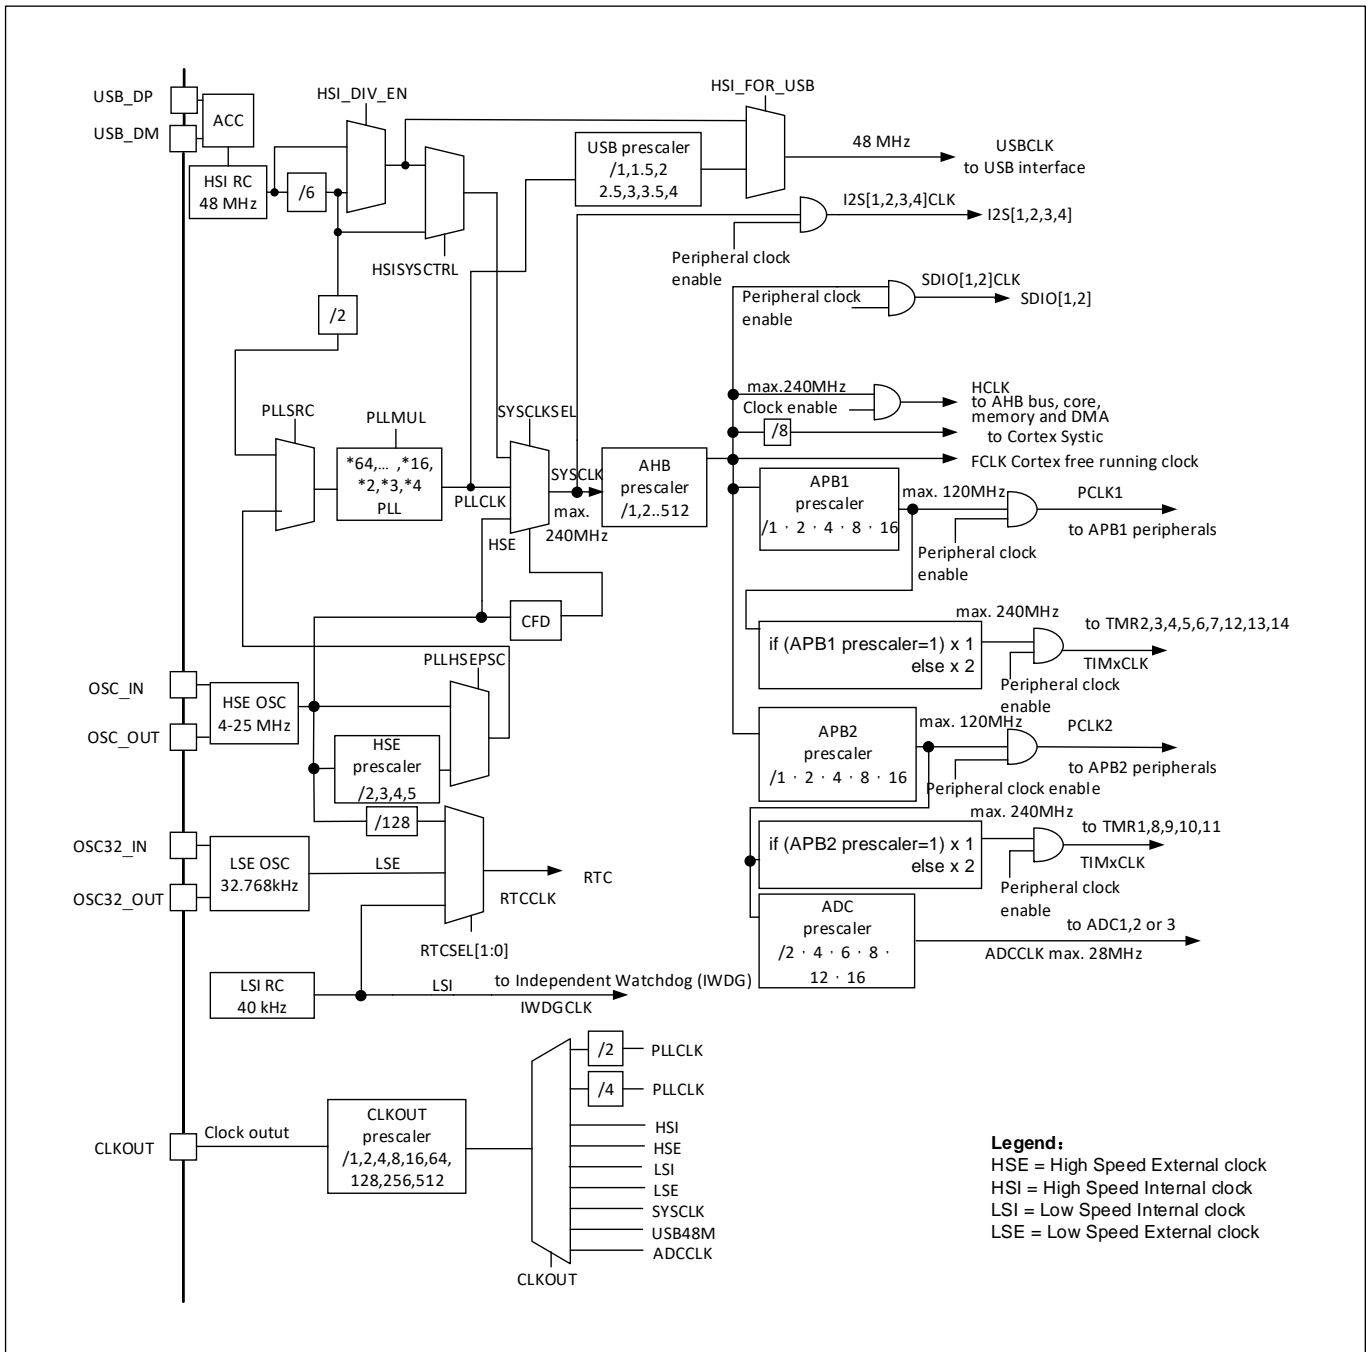 USB_DP
USB_DM
ACC
HSI RC
48 MHz
/6
HSI_DIV_EN
HSISYSCTRL
/2
HSI_FOR_USB
USB prescaler
/1,1.5,2
2.5,3,3.5,4
48 MHz
USBCLK
to USB interface
I2S[1,2,3,4]CLK
I2S[1,2,3,4]
Peripheral clock
enable
SDIO[1,2]CLK
SDIO[1,2]
Peripheral clock
enable
max.240MHz
Clock enable
HCLK
to AHB bus, core,
memory and DMA
/8
to Cortex Systic
FCLK Cortex free running clock
PLLSRC
PLLMUL
*64,... ,*16,
*2,*3,*4
PLL
PLLCLK
SYSCLKSEL
HSE
SYSCLK
max.
240MHz
AHB
prescaler
/1,2..512
APB1
prescaler
/1 · 2 · 4 · 8 · 16
max. 120MHz
PCLK1
to APB1 peripherals
Peripheral clock
enable
CFD
if (APB1 prescaler=1) x 1
else x 2
max. 240MHz
to TMR2,3,4,5,6,7,12,13,14
TIMxCLK
Peripheral clock
enable
PLLHSEPSC
OSC_IN
OSC_OUT
HSE OSC
4-25 MHz
HSE
prescaler
/2,3,4,5
/128
APB2
prescaler
/1 · 2 · 4 · 8 · 16
max. 120MHz
PCLK2
to APB2 peripherals
Peripheral clock enable
OSC32_IN
OSC32_OUT
LSE OSC
32.768kHz
LSE
RTC
RTCCLK
RTCSEL[1:0]
if (APB2 prescaler=1) x 1
else x 2
max. 240MHz
to TMR1,8,9,10,11
TIMxCLK
Peripheral clock
enable
ADC
prescaler
/2 · 4 · 6 · 8 ·
12 · 16
to ADC1,2 or 3
ADCCLK max. 28MHz
LSI RC
40 kHz
LSI
to Independent Watchdog (IWDG)
IWDGCLK
/2
PLLCLK
/4
PLLCLK
HSI
HSE
LSI
LSE
SYSCLK
USB48M
ADCCLK
CLKOUT
CLKOUT
Clock outut
CLKOUT
prescaler
/1,2,4,8,16,64,
128,256,512
Legend：
HSE = High Speed External clock
HSI = High Speed Internal clock
LSI = Low Speed Internal clock
LSE = Low Speed External clock